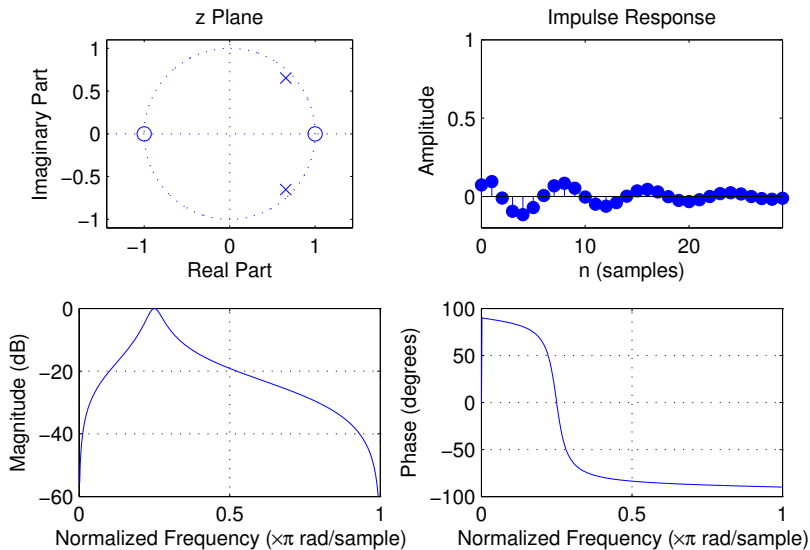 z Plane
Imaginary Part
1
0.5
0
−0.5
−1
−1
0
1
Real Part
Impulse Response
Amplitude
1
0.5
0
0
10
20
n (samples)
Magnitude (dB)
0
−20
−40
−60
0
0.5
1
Normalized Frequency (×π rad/sample)
Phase (degrees)
100
50
0
−50
−100
0
0.5
1
Normalized Frequency (×π rad/sample)